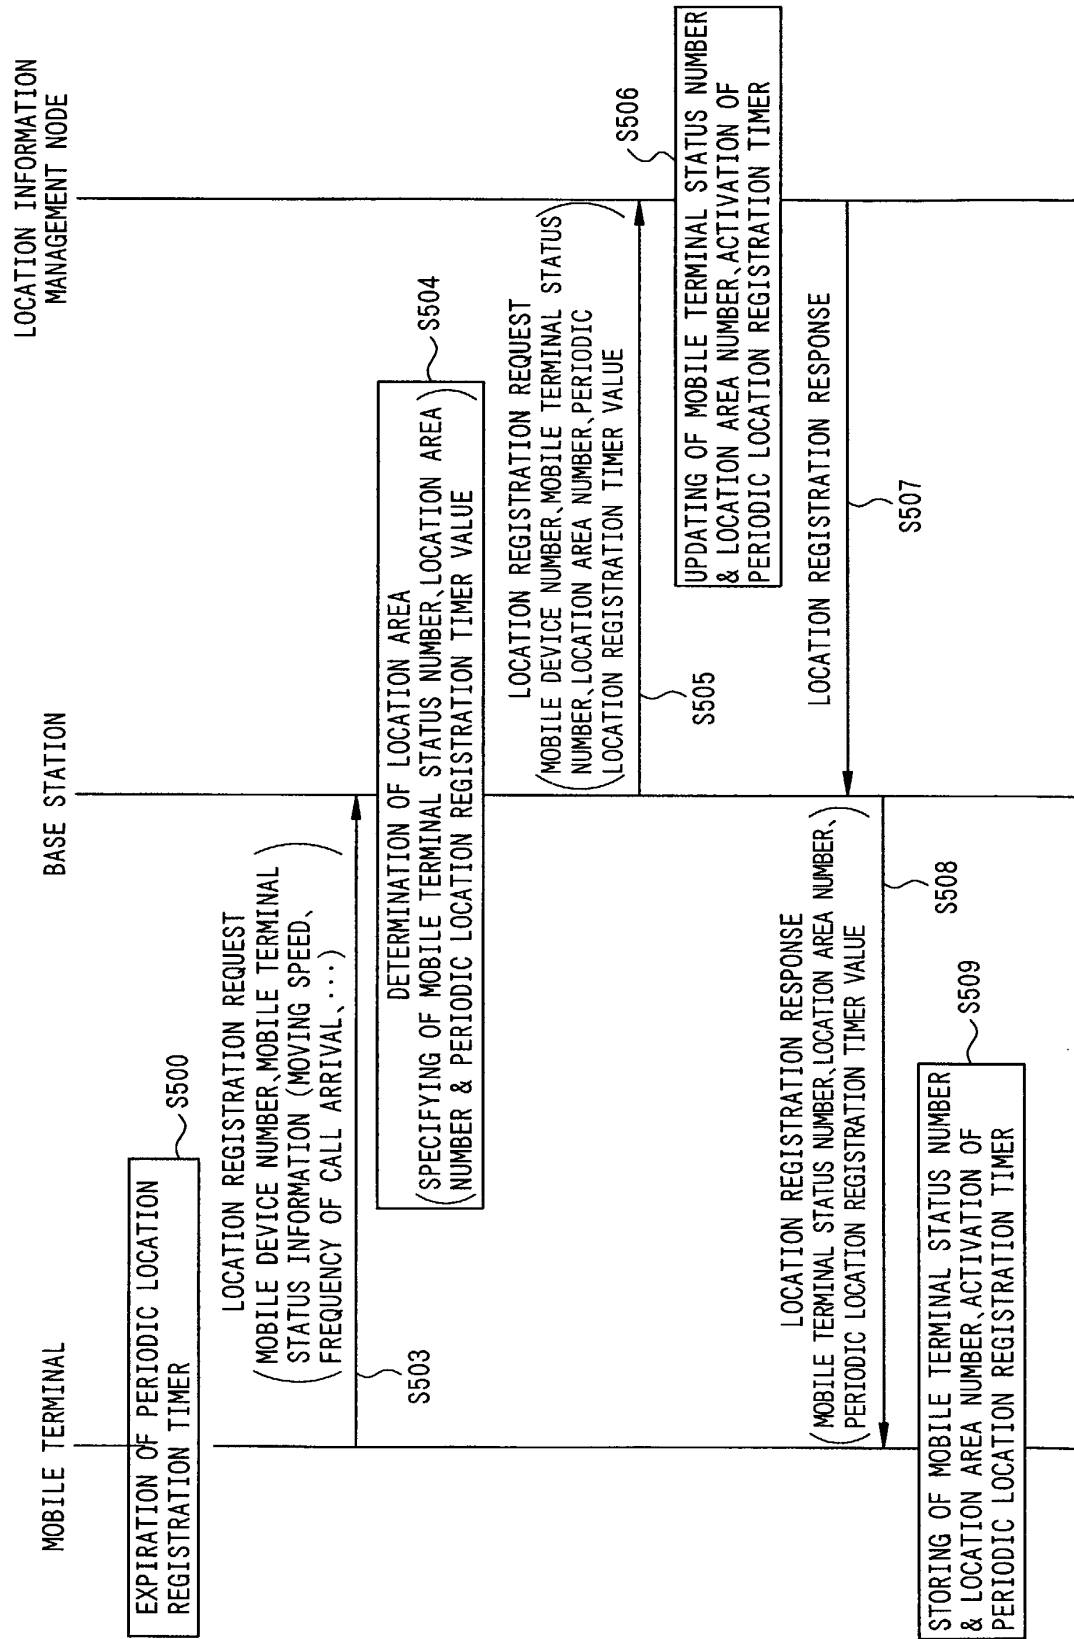 MOBILE TERMINAL
BASE STATION
LOCATION INFORMATION
MANAGEMENT NODE
EXPIRATION OF PERIODIC LOCATION
REGISTRATION TIMER
S500
LOCATION REGISTRATION REQUEST
(MOBILE DEVICE NUMBER、MOBILE TERMINAL
STATUS INFORMATION (MOVING SPEED、
FREQUENCY OF CALL ARRIVAL、···))
S503
DETERMINATION OF LOCATION AREA
(SPECIFYING OF MOBILE TERMINAL STATUS NUMBER、LOCATION AREA
NUMBER & PERIODIC LOCATION REGISTRATION TIMER VALUE)
S504
LOCATION REGISTRATION REQUEST
(MOBILE DEVICE NUMBER、MOBILE TERMINAL STATUS
NUMBER、LOCATION AREA NUMBER、PERIODIC
LOCATION REGISTRATION TIMER VALUE)
S505
S506
UPDATING OF MOBILE TERMINAL STATUS NUMBER
& LOCATION AREA NUMBER、ACTIVATION OF
PERIODIC LOCATION REGISTRATION TIMER
LOCATION REGISTRATION RESPONSE
S507
LOCATION REGISTRATION RESPONSE
(MOBILE TERMINAL STATUS NUMBER、LOCATION AREA NUMBER、
PERIODIC LOCATION REGISTRATION TIMER VALUE)
S508
STORING OF MOBILE TERMINAL STATUS NUMBER
& LOCATION AREA NUMBER、ACTIVATION OF
PERIODIC LOCATION REGISTRATION TIMER
S509